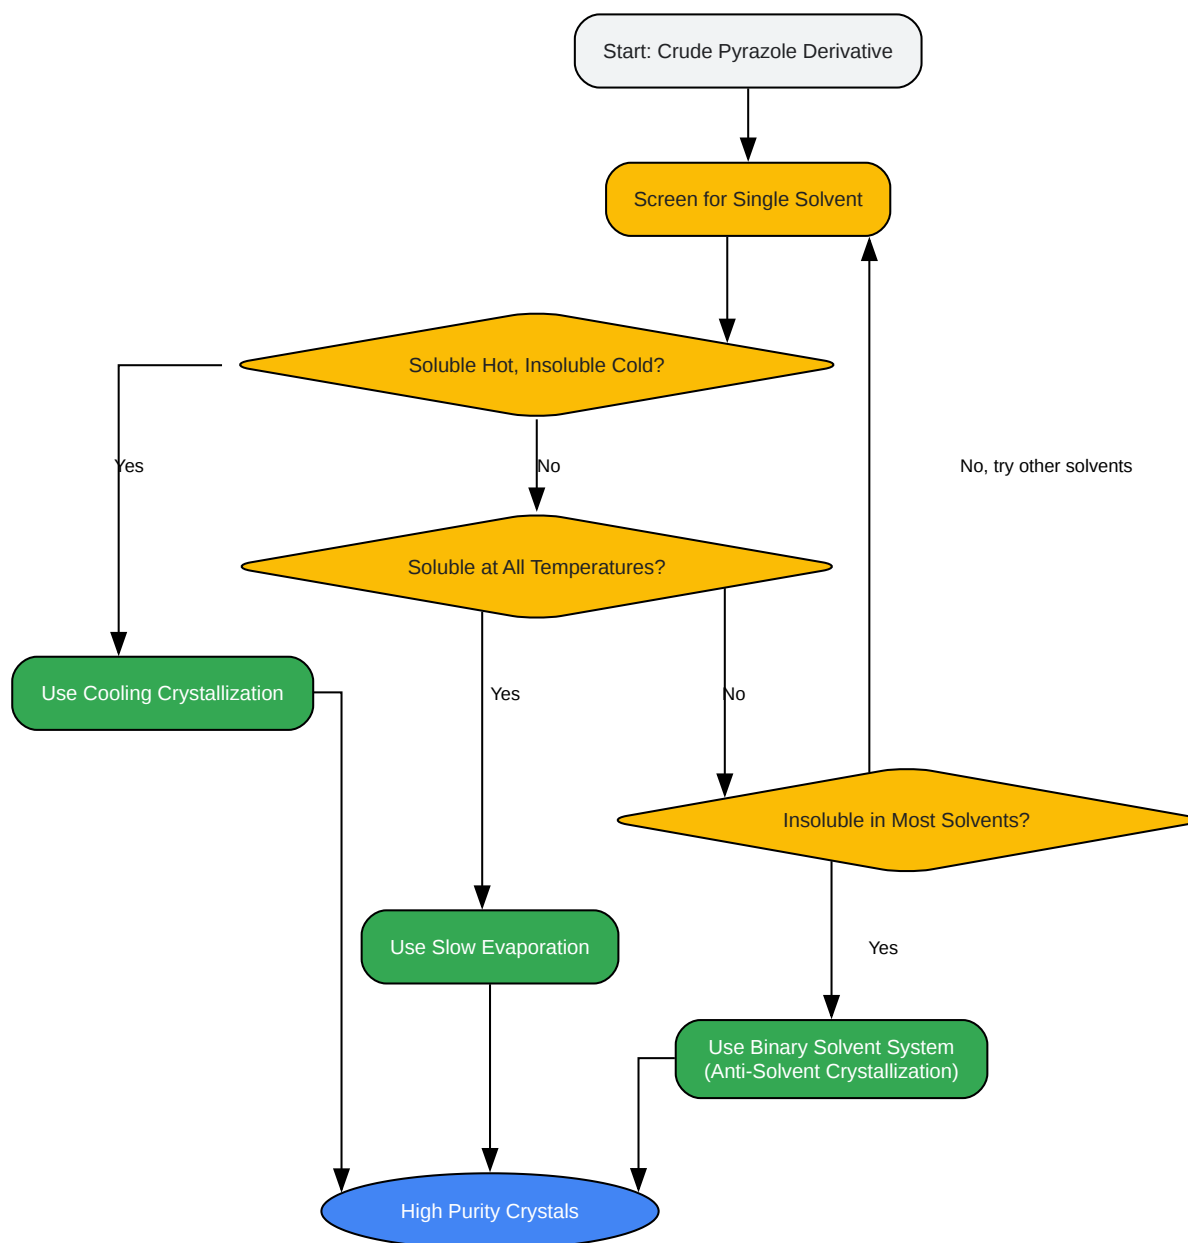 Start: Crude Pyrazole Derivative
Screen for Single Solvent
Soluble Hot, Insoluble Cold?
Yes
No
No, try other solvents
Soluble at All Temperatures?
Use Cooling Crystallization
Yes
No
Insoluble in Most Solvents?
Use Slow Evaporation
Yes
Use Binary Solvent System
(Anti-Solvent Crystallization)
High Purity Crystals